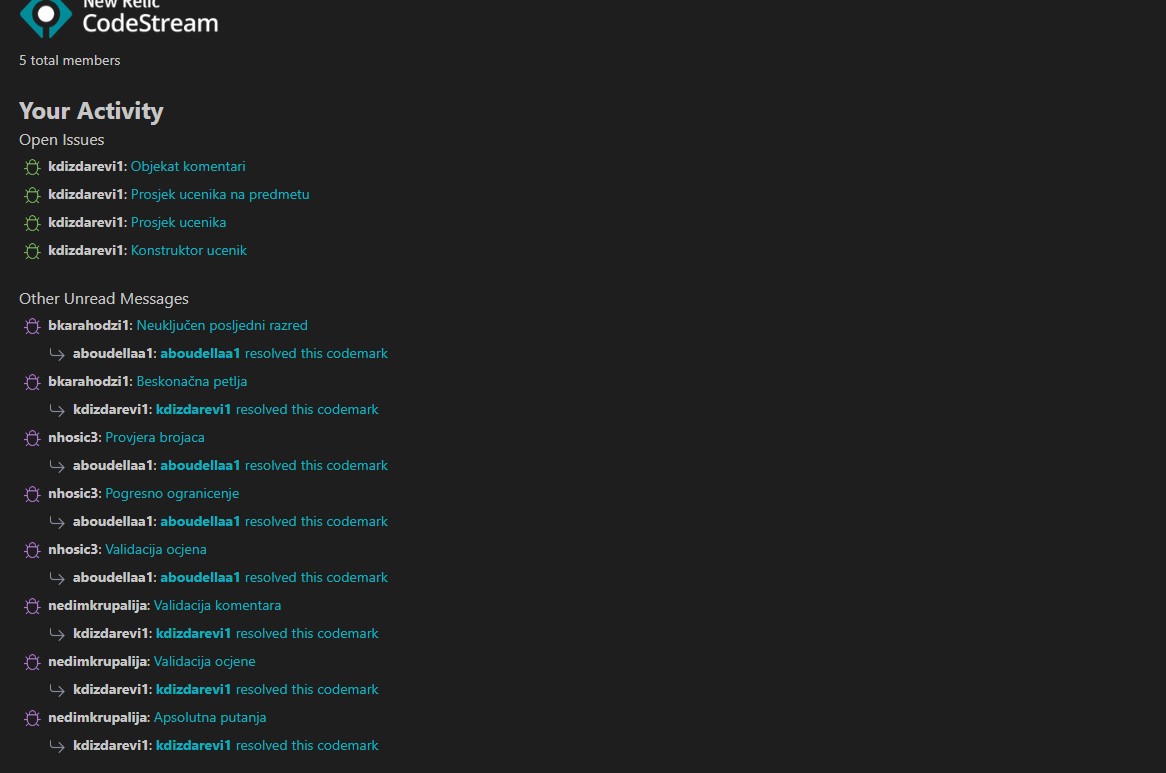 New Relic
CodeStream
5 total members
Your Activity
Open Issues
kdizdarevi1: Objekat komentari
kdizdarevi1: Prosjek ucenika na predmetu
kdizdarevi1: Prosjek ucenika
kdizdarevi1: Konstruktor ucenik
Other Unread Messages
bkarahodzi1: Neuključen posljedni razred
aboudellaa1: aboudellaa1 resolved this codemark
bkarahodzi1: Beskonačna petlja
kdizdarevi1: kdizdarevi1 resolved this codemark
nhosic3: Provjera brojaca
aboudellaa1: aboudellaa1 resolved this codemark
nhosic3: Pogresno ogranicenje
aboudellaa1: aboudellaa1 resolved this codemark
nhosic3: Validacija ocjena
aboudellaa1: aboudellaa1 resolved this codemark
nedimkrupalija: Validacija komentara
kdizdarevi1: kdizdarevi1 resolved this codemark
nedimkrupalija: Validacija ocjene
kdizdarevi1: kdizdarevi1 resolved this codemark
nedimkrupalija: Apsolutna putanja
kdizdarevi1: kdizdarevi1 resolved this codemark